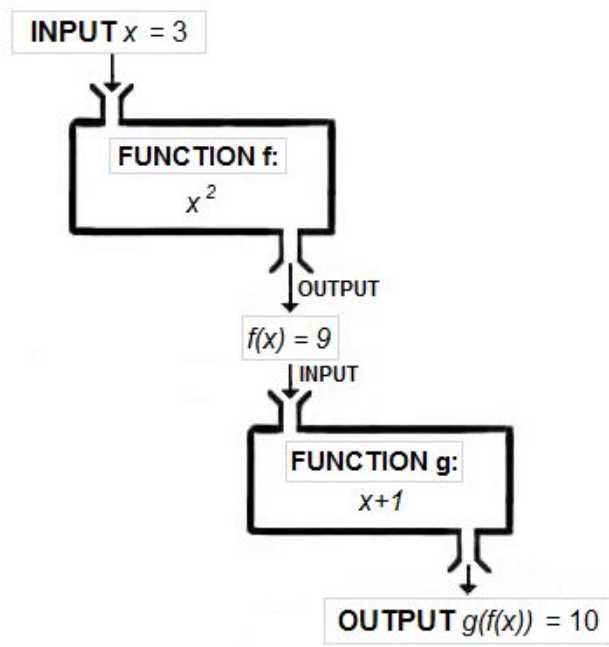 INPUT x = 3
FUNCTION f:
x²
OUTPUT
f(x) = 9
INPUT
FUNCTION g:
x+1
OUTPUT g(f(x)) = 10